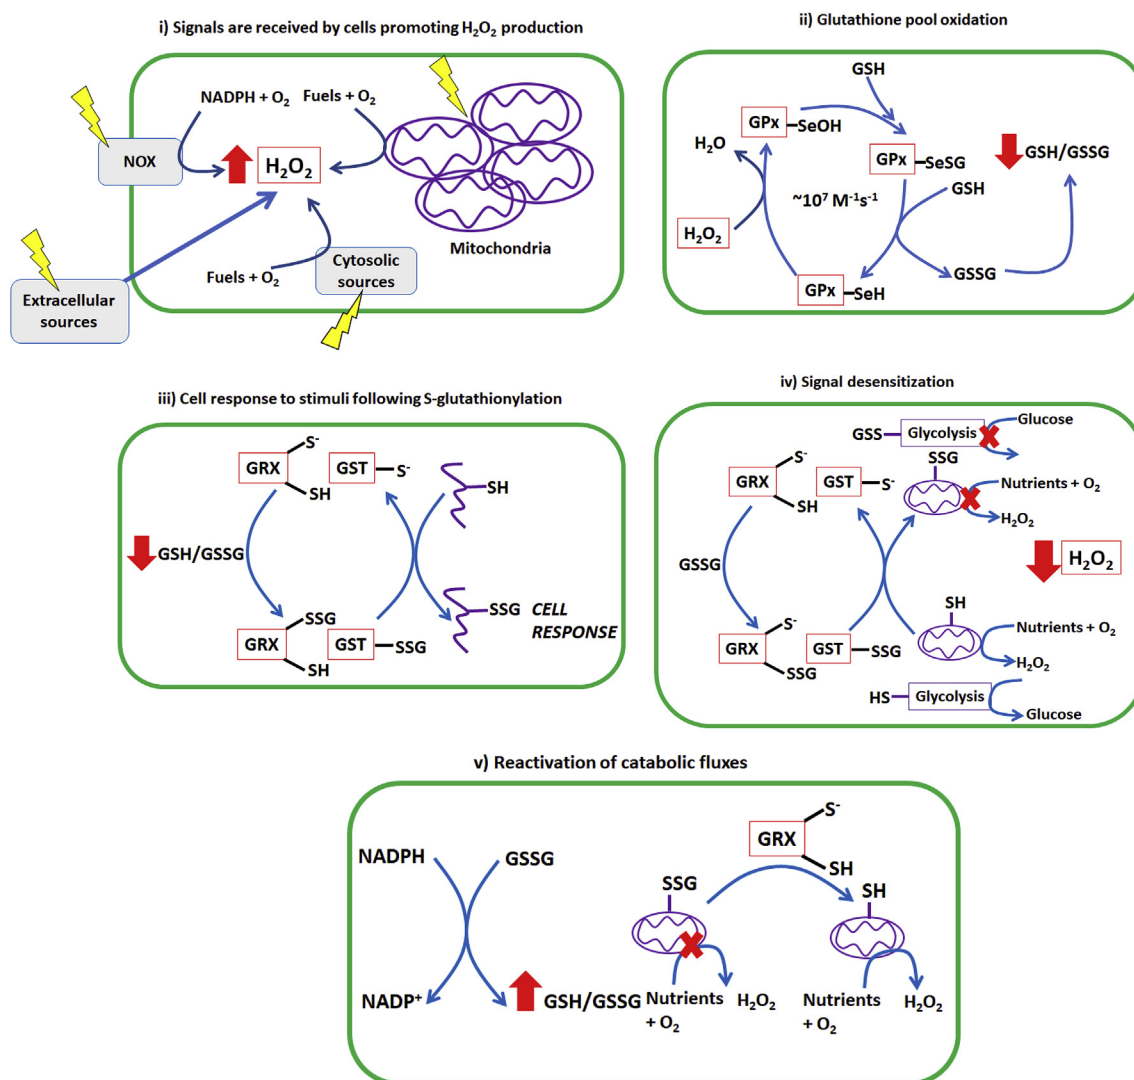 i) Signals are received by cells promoting H₂O₂ production
NADPH + O₂
Fuels + O₂
NOX
H₂O₂
Mitochondria
Fuels + O₂
Cytosolic
sources
Extracellular
sources
ii) Glutathione pool oxidation
GSH
GPx
SeOH
H₂O
GPx
SeSG
GSH/GSSG
GSH
~10⁷ M⁻¹s⁻¹
H₂O₂
GSSG
GPx
SeH
iii) Cell response to stimuli following S-glutathionylation
S⁻
GRX
GST
S⁻
SH
SH
GSH/GSSG
SSG
GRX
GST
SSG
SH
SSG
CELL
RESPONSE
iv) Signal desensitization
Glucose
GSS
Glycolysis
S⁻
SSG
GRX
GST
S⁻
Nutrients + O₂
SH
H₂O₂
GSSG
H₂O₂
SH
S⁻
Nutrients + O₂
GRX
GST
SSG
H₂O₂
SSG
HS
Glycolysis
Glucose
v) Reactivation of catabolic fluxes
S⁻
GRX
NADPH
GSSG
SH
SSG
SH
NADP⁺
GSH/GSSG
Nutrients
+ O₂
H₂O₂
Nutrients
+ O₂
H₂O₂